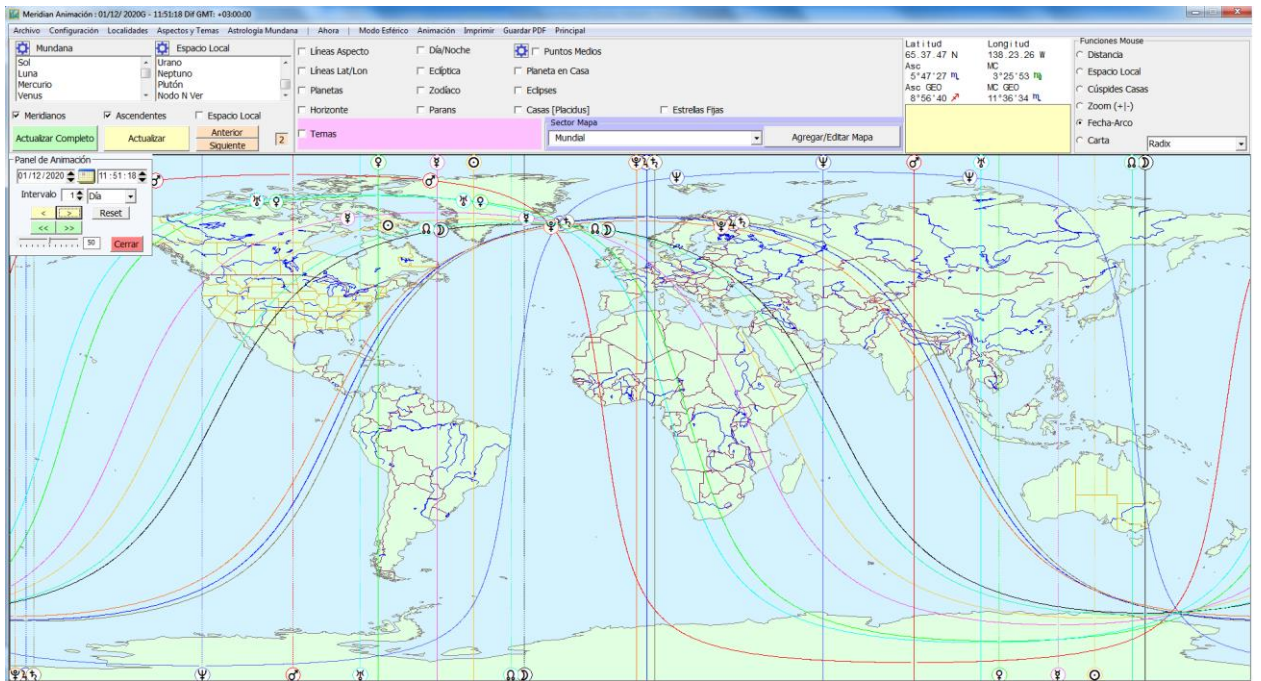 Meridian Animación : 01/12/ 2020G - 11:51:18 Dif GMT: +03:00:00
Archivo Configuración Localidades Aspectos y Temas Astrología Mundana | Ahora | Modo Esférico Animación Imprimir Guardar PDF Principal
Mundana
Sol
Luna
Mercurio
Venus
Espacio Local
Urano
Neptuno
Plutón
Nodo N Ver
Meridianos Ascendentes Espacio Local
Actualizar Completo
Actualizar
Anterior
Siguiente
2
Líneas Aspecto Día/Noche Puntos Medios
Líneas Lat/Lon Eclíptica Planeta en Casa
Planetas Zodíaco Eclipses
Horizonte Parans Casas [Placidus] Estrellas Fijas
Temas
Sector Mapa
Mundial
Agregar/Editar Mapa
Latitud Longitud
65.37.47 N 138.23.26 W
Asc MC
5°47'27 ♏ 3°25'53 ♍
Asc GEO MC GEO
8°56'40 ♐ 11°36'34 ♏
Funciones Mouse
Distancia
Espacio Local
Cúspides Casas
Zoom (+|-)
Fecha-Arco
Carta
Radix
Panel de Animación
01/12/2020 11:51:18
Intervalo 1 Día
< > Reset
<< >>
50 Cerrar